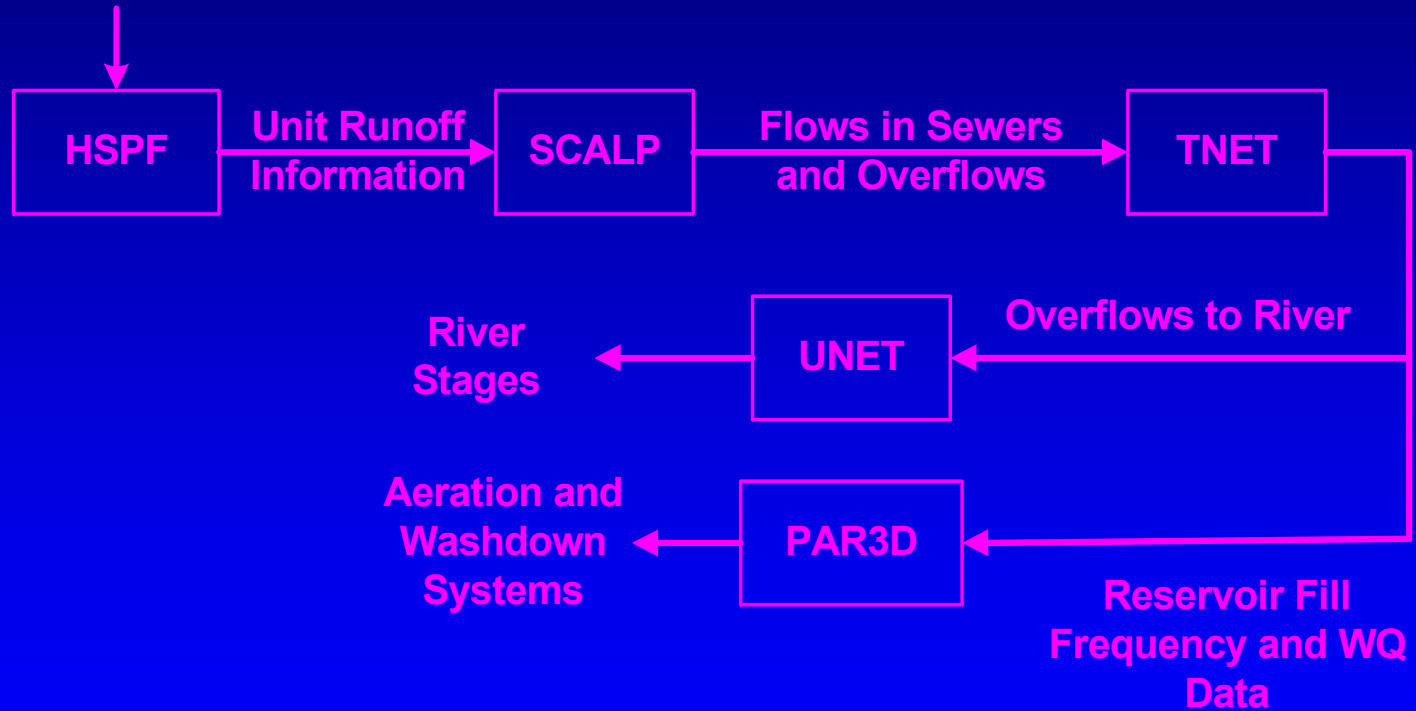 HSPF
Unit Runoff
Information
SCALP
Flows in Sewers
and Overflows
TNET
River
Stages
UNET
Overflows to River
Aeration and
Washdown
Systems
PAR3D
Reservoir Fill
Frequency and WQ
Data